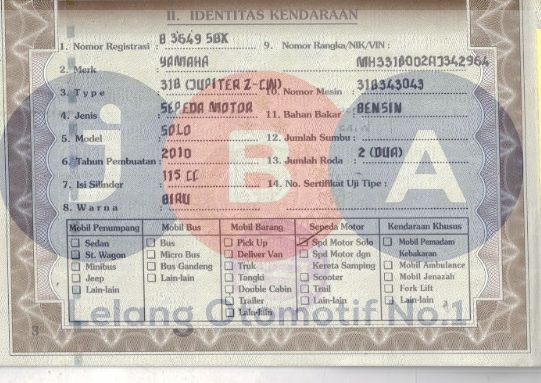 II. IDENTITAS KENDARAAN
1. Nomor Registrasi : B 3649 SBX
9. Nomor Rangka/NIK/VIN : MH331B002AJ342964
2. Merk : YAMAHA
3. Type : 31B (JUPITER Z-CW)
10. Nomor Mesin : 31B343043
4. Jenis : SEPEDA MOTOR
11. Bahan Bakar : BENSIN
5. Model : SOLO
12. Jumlah Sumbu :
6. Tahun Pembuatan : 2010
13. Jumlah Roda : 2 (DUA)
7. Isi Silinder : 115 CC
14. No. Sertifikat Uji Tipe :
8. Warna : BIRU
Mobil Penumpang
Sedan
St. Wagon
Minibus
Jeep
Lain-lain
Mobil Bus
Bus
Micro Bus
Bus Gandeng
Lain-lain
Mobil Barang
Pick Up
Deliver Van
Truk
Tangki
Double Cabin
Trailer
Lain-lain
Sepeda Motor
Spd Motor Solo
Spd Motor dgn
Kereta Samping
Scooter
Trail
Lain-lain
Kendaraan Khusus
Mobil Pemadam
Kebakaran
Mobil Ambulance
Mobil Jenazah
Fork Lift
Lain-lain
jBA
Lelang Otomotif No.1
3